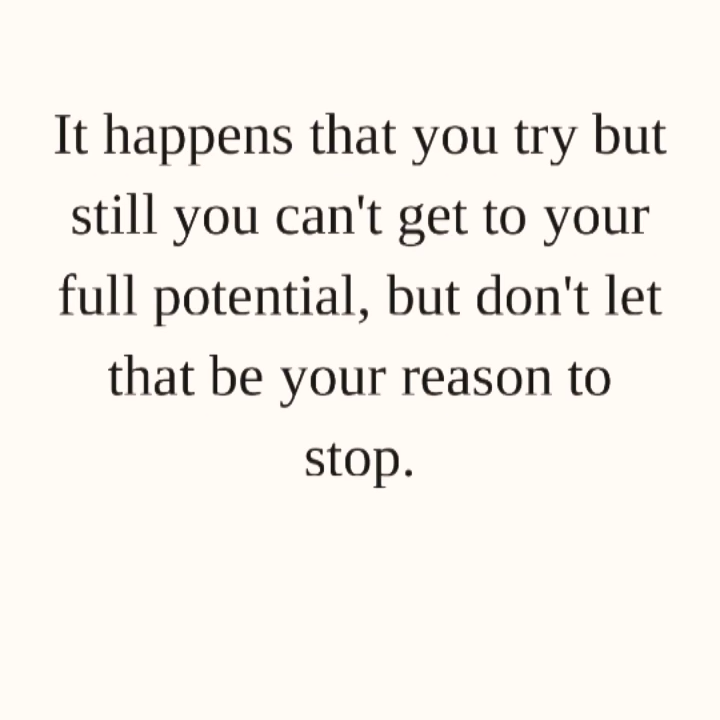 It happens that you try but
still you can't get to your
full potential, but don't let
that be your reason to
stop.